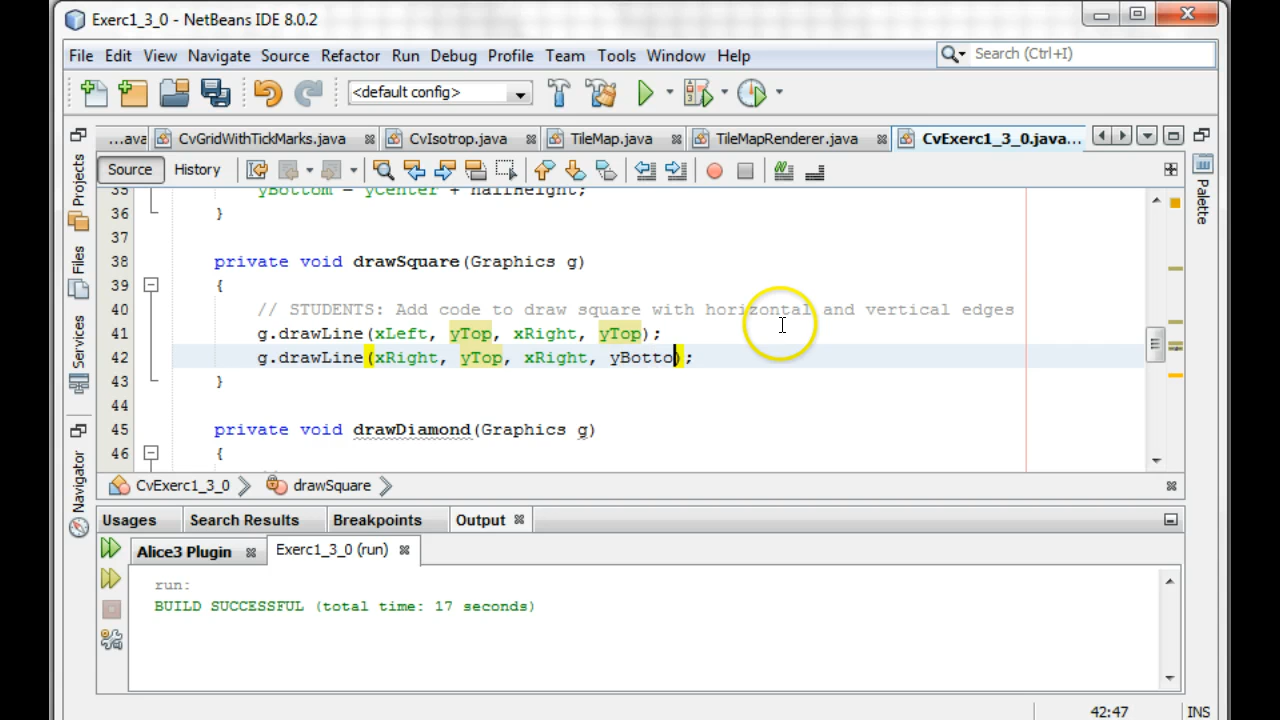 Exerc1_3_0 - NetBeans IDE 8.0.2
File Edit View Navigate Source Refactor Run Debug Profile Team Tools Window Help
Search (Ctrl+I)
<default config>
...ava CvGridWithTickMarks.java CvIsotrop.java TileMap.java TileMapRenderer.java CvExerc1_3_0.java...
Source History
Projects
Files
Services
Navigator
Palette
35 yBottom = yCenter + halfHeight;
36 }
37
38 private void drawSquare(Graphics g)
39 {
40 // STUDENTS: Add code to draw square with horizontal and vertical edges
41 g.drawLine(xLeft, yTop, xRight, yTop);
42 g.drawLine(xRight, yTop, xRight, yBotto);
43 }
44
45 private void drawDiamond(Graphics g)
46 {
CvExerc1_3_0 drawSquare
Usages Search Results Breakpoints Output
Alice3 Plugin Exerc1_3_0 (run)
run:
BUILD SUCCESSFUL (total time: 17 seconds)
42:47 INS